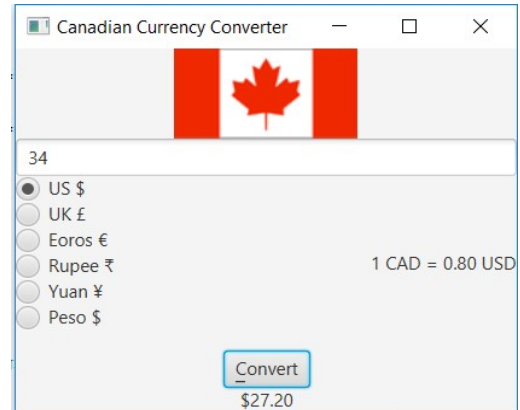 Canadian Currency Converter
34
US $
UK £
Eoros €
Rupee ₹
1 CAD = 0.80 USD
Yuan ¥
Peso $
Convert
$27.20